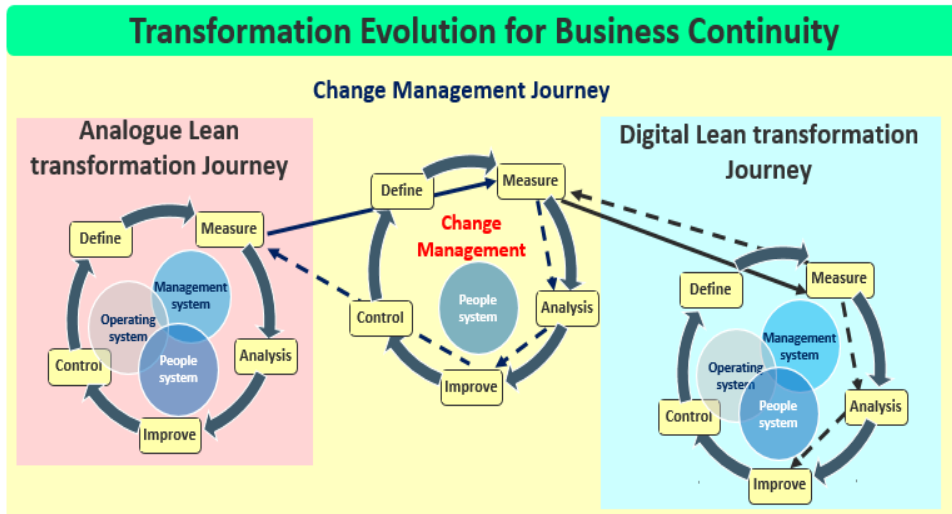 Transformation Evolution for Business Continuity
Change Management Journey
Analogue Lean
transformation Journey
Define
Measure
Management
system
Operating
system
People
system
Control
Analysis
Improve
Define
Measure
Change
Management
People
system
Control
Analysis
Improve
Digital Lean transformation
Journey
Define
Measure
Management
system
Operating
system
People
system
Control
Analysis
Improve